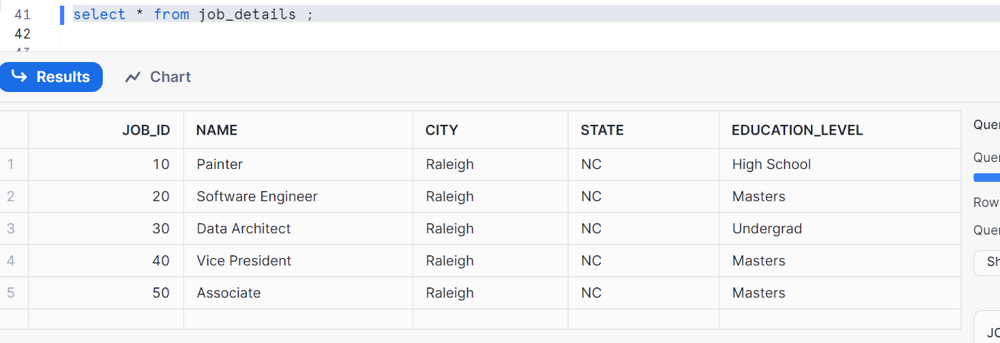 41 select * from job_details ;
42
Results Chart
JOB_ID NAME CITY STATE EDUCATION_LEVEL
1 10 Painter Raleigh NC High School
2 20 Software Engineer Raleigh NC Masters
3 30 Data Architect Raleigh NC Undergrad
4 40 Vice President Raleigh NC Masters
5 50 Associate Raleigh NC Masters
Quer
Quer
Row
Quer
Sh
JO